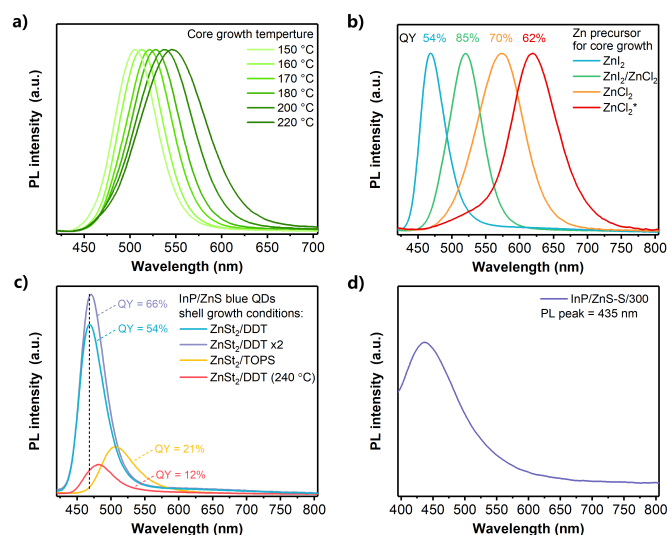 a)
Core growth temperture
150 °C
160 °C
170 °C
180 °C
200 °C
220 °C
PL intensity (a.u.)
450 500 550 600 650 700
Wavelength (nm)
b)
QY 54% 85% 70% 62%
Zn precursor
for core growth
ZnI₂
ZnI₂/ZnCl₂
ZnCl₂
ZnCl₂*
PL intensity (a.u.)
450 500 550 600 650 700 750 800
Wavelength (nm)
c)
QY = 66%
QY = 54%
InP/ZnS blue QDs
shell growth conditions:
ZnSt₂/DDT
ZnSt₂/DDT x2
ZnSt₂/TOPS
ZnSt₂/DDT (240 °C)
QY = 21%
QY = 12%
PL intensity (a.u.)
450 500 550 600 650 700 750 800
Wavelength (nm)
d)
InP/ZnS-S/300
PL peak = 435 nm
PL intensity (a.u.)
400 450 500 550 600 650 700 750 800
Wavelength (nm)